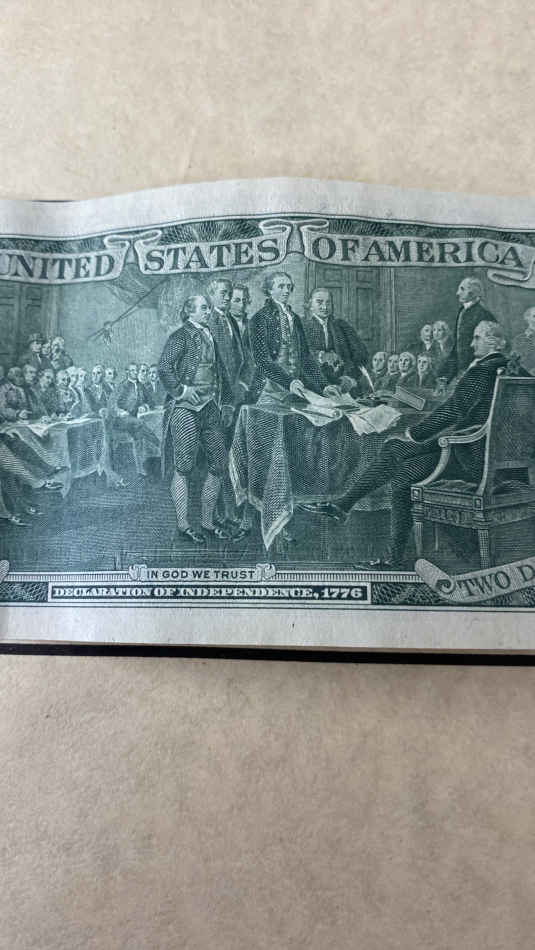 UNITED STATES OF AMERICA
IN GOD WE TRUST
TWO D
DECLARATION OF INDEPENDENCE, 1776